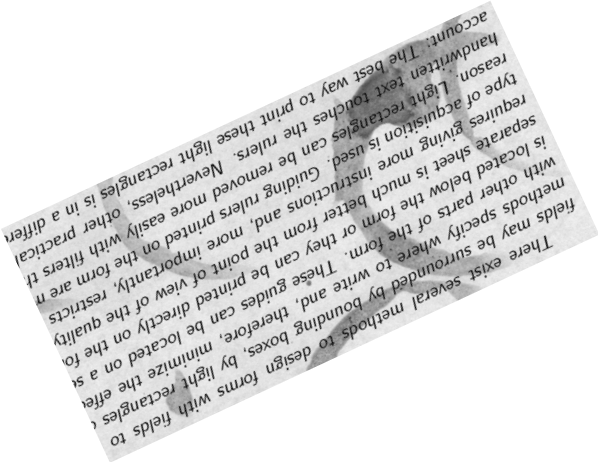 There exist several methods to design forms with fields to
fields may be surrounded by bounding boxes, by light rectangles
methods specify where to write and, therefore, minimize the effe
with other parts of the form. These guides can be located on a se
is located below the form or they can be printed directly on the fo
separate sheet is much better from the point of view of the quality
requires giving more instructions and, more importantly, restricts
type of acquisition is used. Guiding rulers printed on the form are n
reason. Light rectangles can be removed more easily with filters th
handwritten text touches the rulers. Nevertheless, other practical
account: The best way to print these light rectangles is in a differ